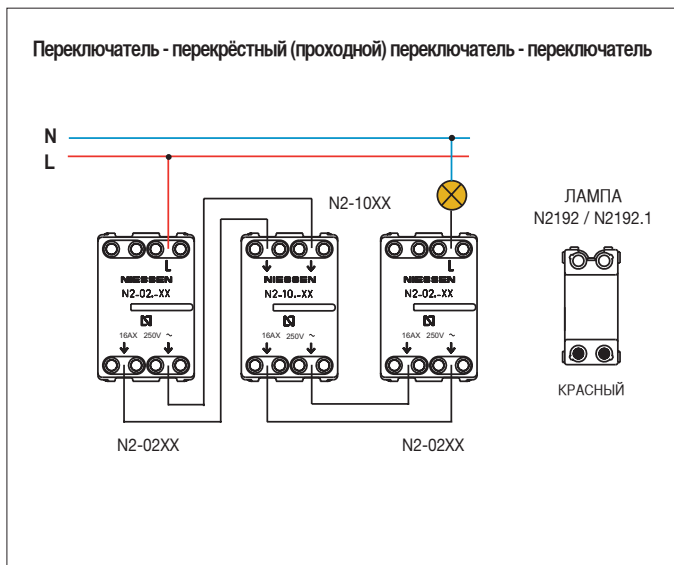 Переключатель - перекрёстный (проходной) переключатель - переключатель
N
L
N2-10XX
ЛАМПА
N2192 / N2192.1
L
NIESSEN
N2-02.-XX
16AX 250V ~
NIESSEN
N2-10.-XX
16AX 250V ~
L
NIESSEN
N2-02.-XX
16AX 250V ~
КРАСНЫЙ
N2-02XX
N2-02XX